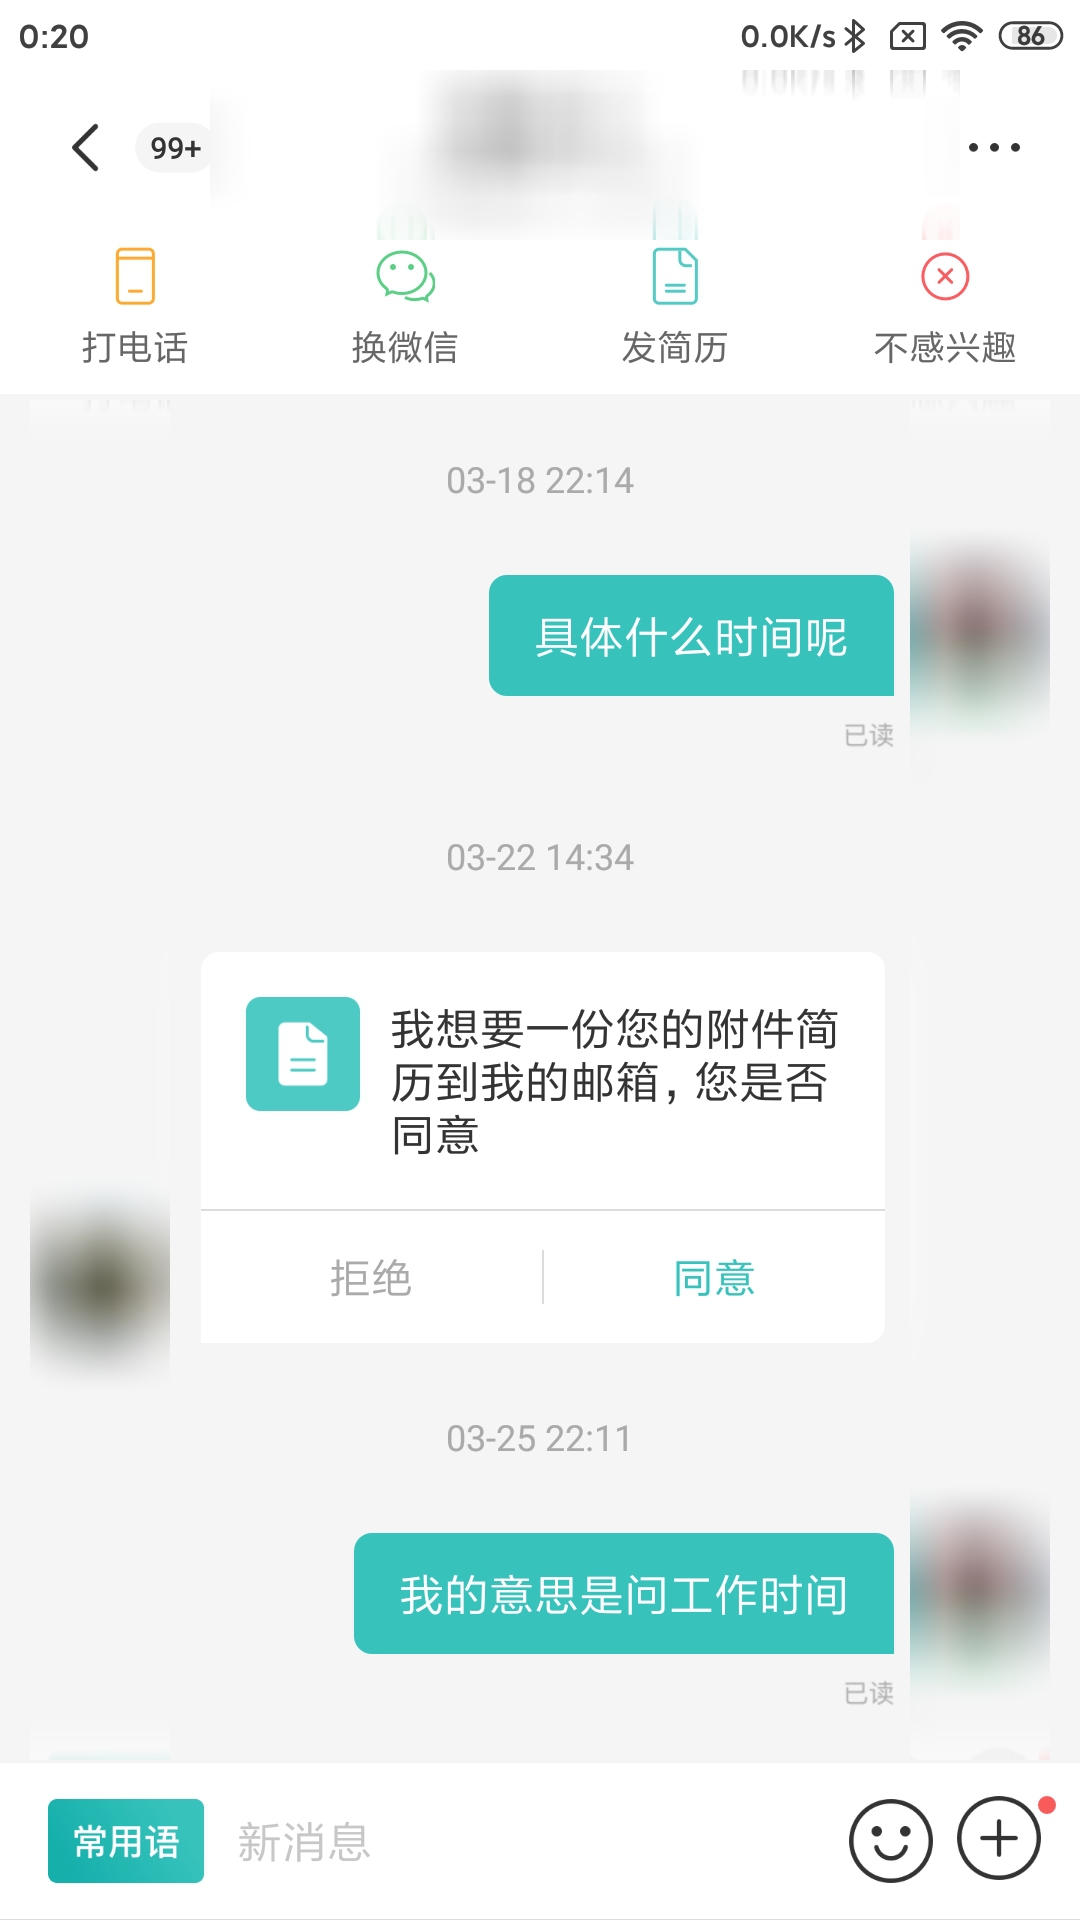 0:20
0.0K/s
86
99+
打电话
换微信
发简历
不感兴趣
03-18 22:14
具体什么时间呢
已读
03-22 14:34
我想要一份您的附件简
历到我的邮箱，您是否
同意
拒绝
同意
03-25 22:11
我的意思是问工作时间
已读
常用语
新消息